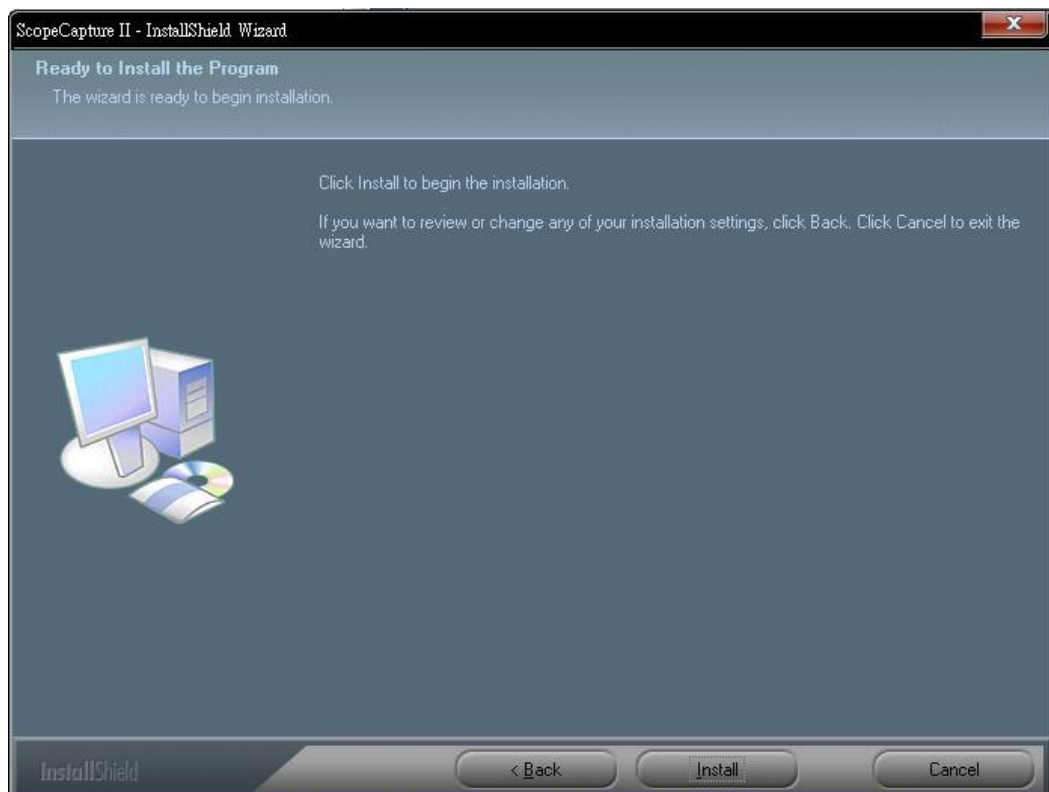 ScopeCapture II - InstallShield Wizard
Ready to Install the Program
The wizard is ready to begin installation.
Click Install to begin the installation.
If you want to review or change any of your installation settings, click Back. Click Cancel to exit the
wizard.
InstallShield
< Back
Install
Cancel